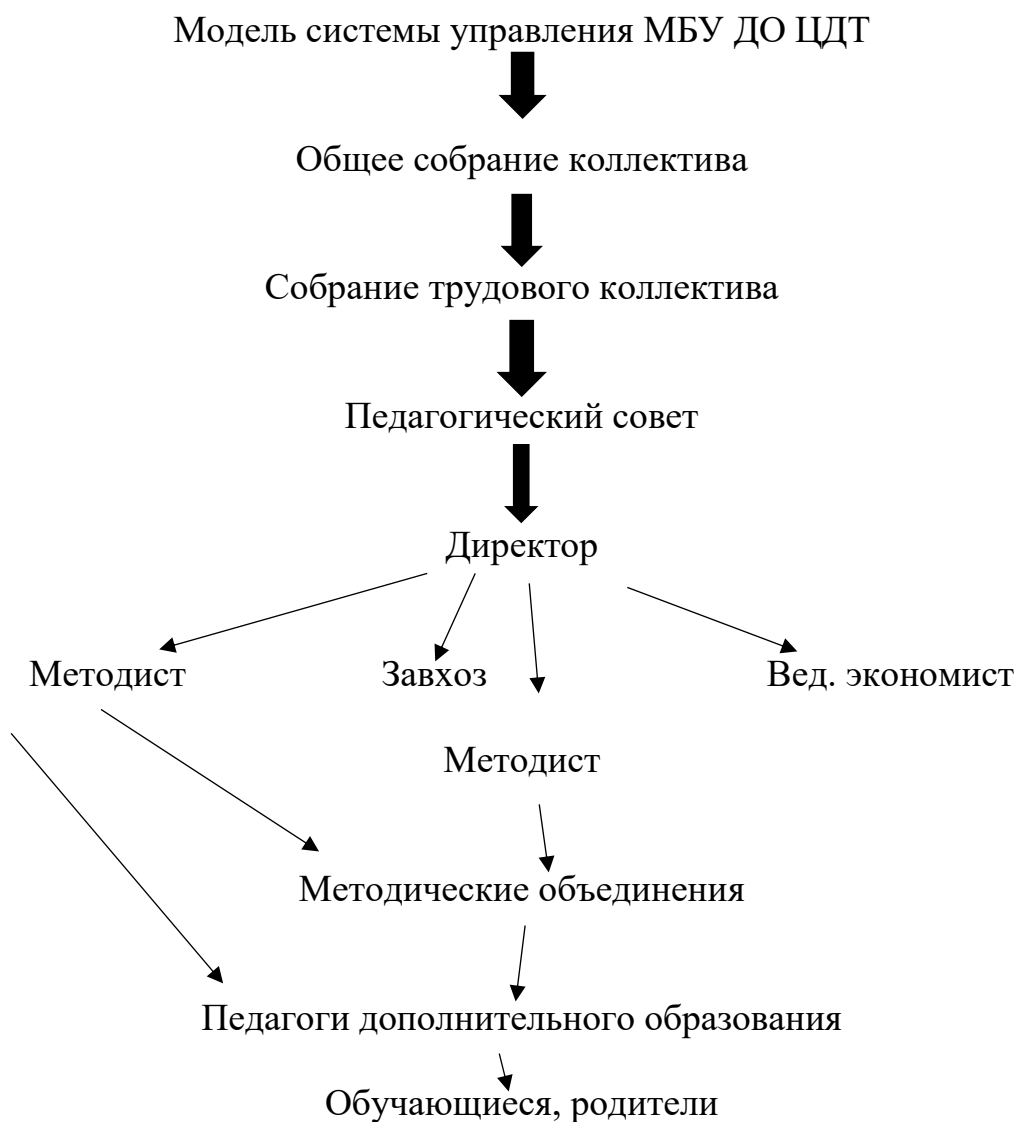 Модель системы управления МБУ ДО ЦДТ
Общее собрание коллектива
Собрание трудового коллектива
Педагогический совет
Директор
Методист Завхоз Вед. экономист
Методист
Методические объединения
Педагоги дополнительного образования
Обучающиеся, родители